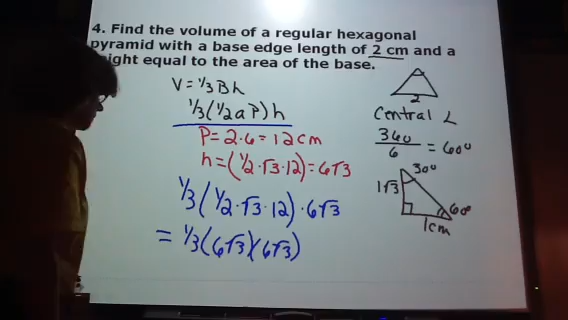 4. Find the volume of a regular hexagonal
pyramid with a base edge length of 2 cm and a
ight equal to the area of the base.
V = 1/3 B h
1/3 (1/2 a P) h
P = 2·6 = 12cm
h = (1/2·√3·12) = 6√3
1/3 (1/2·√3·12)·6√3
= 1/3 (6√3)(6√3)
2
Central ∠
360/6 = 60°
30°
1√3
60°
1cm